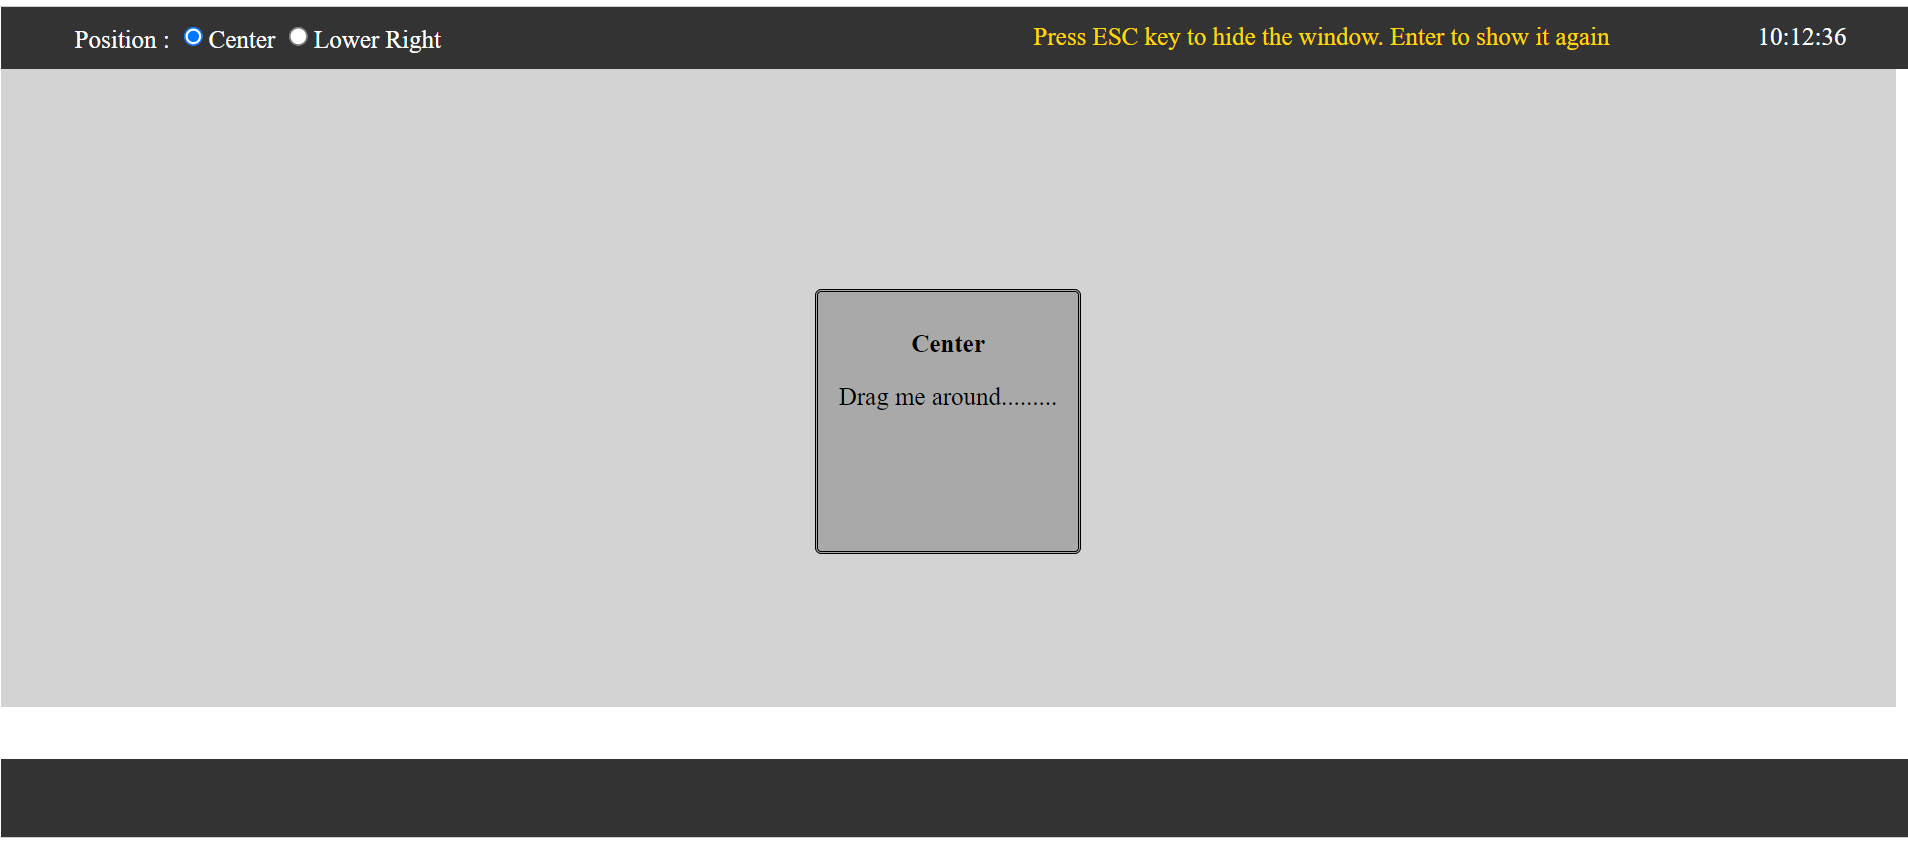 Position : Center Lower Right Press ESC key to hide the window. Enter to show it again 10:12:36
Center
Drag me around.........